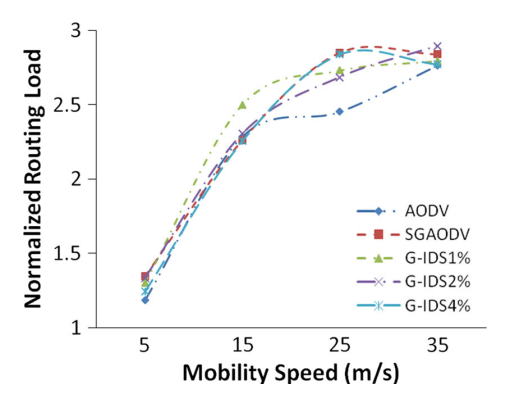 Normalized Routing Load
3
2.5
2
1.5
1
5 15 25 35
Mobility Speed (m/s)
AODV
SGAODV
G-IDS1%
G-IDS2%
G-IDS4%